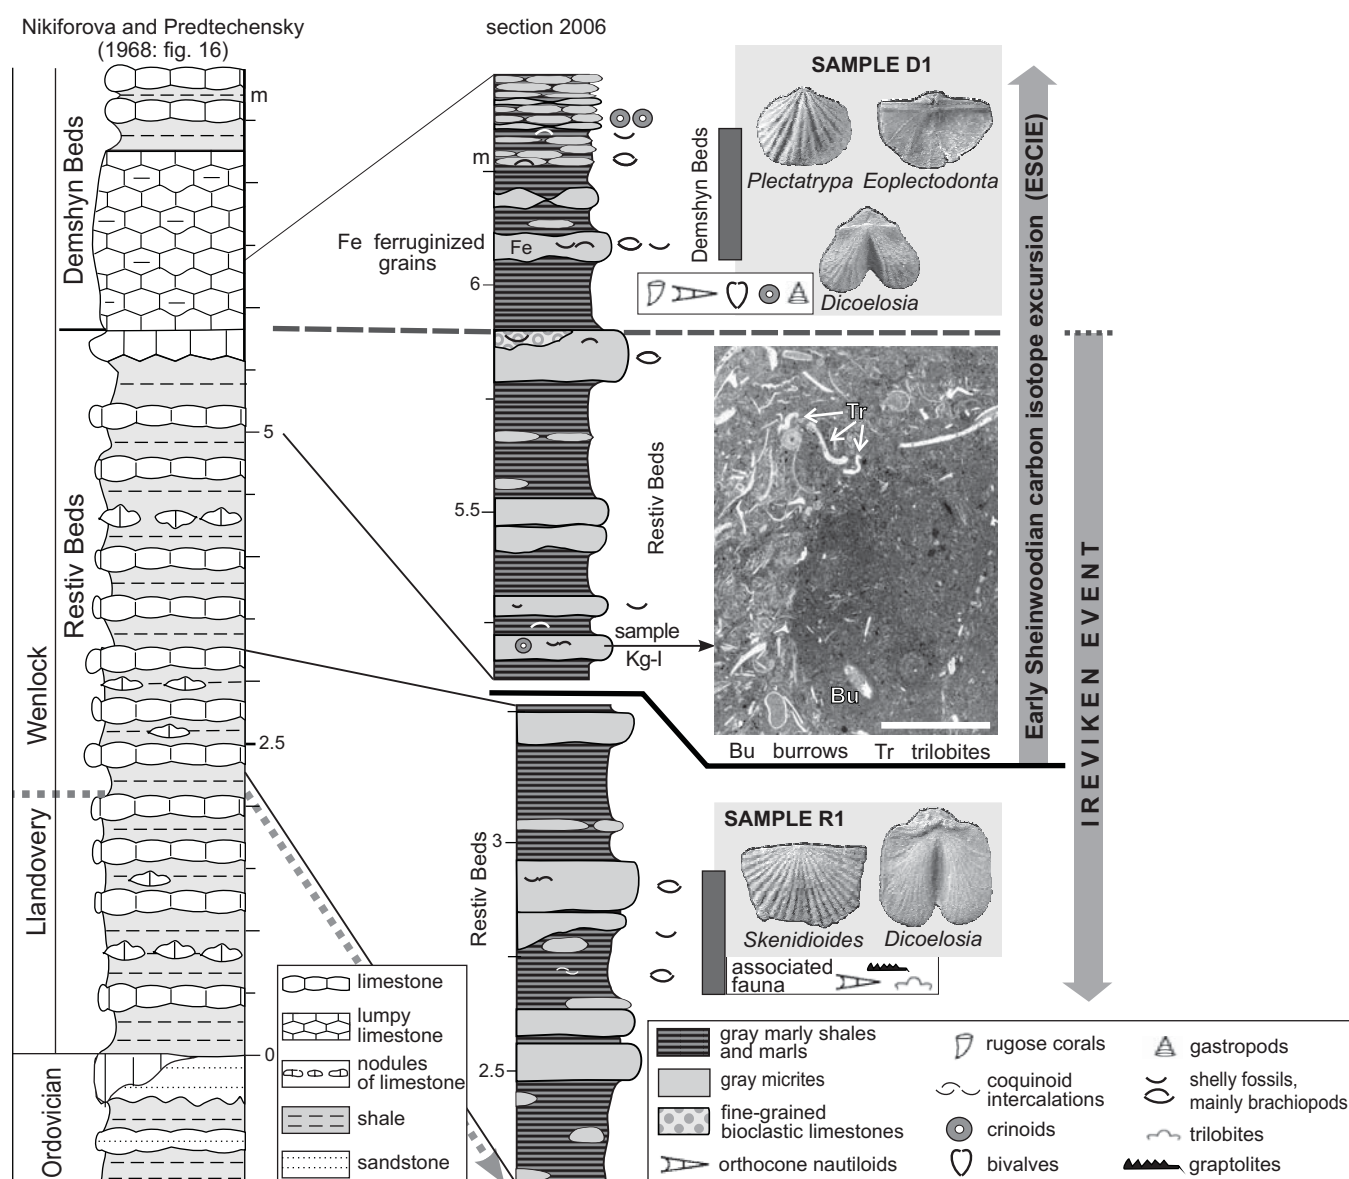 Nikiforova and Predtechensky
(1968: fig. 16)
section 2006
m
Demshyn Beds
Restiv Beds
Wenlock
Llandovery
Ordovician
5
2.5
0
limestone
lumpy
limestone
nodules
of limestone
shale
sandstone
m
Fe ferruginized
grains
Fe
6
5.5
Restiv Beds
sample
Kg-I
3
2.5
Restiv Beds
Demshyn Beds
SAMPLE D1
Plectatrypa Eoplectodonta
Dicoelosia
Tr
Bu
Bu burrows Tr trilobites
SAMPLE R1
Skenidioides Dicoelosia
associated
fauna
Early Sheinwoodian carbon isotope excursion (ESCIE)
IREVIKEN EVENT
gray marly shales
and marls
gray micrites
fine-grained
bioclastic limestones
orthocone nautiloids
rugose corals
coquinoid
intercalations
crinoids
bivalves
gastropods
shelly fossils,
mainly brachiopods
trilobites
graptolites